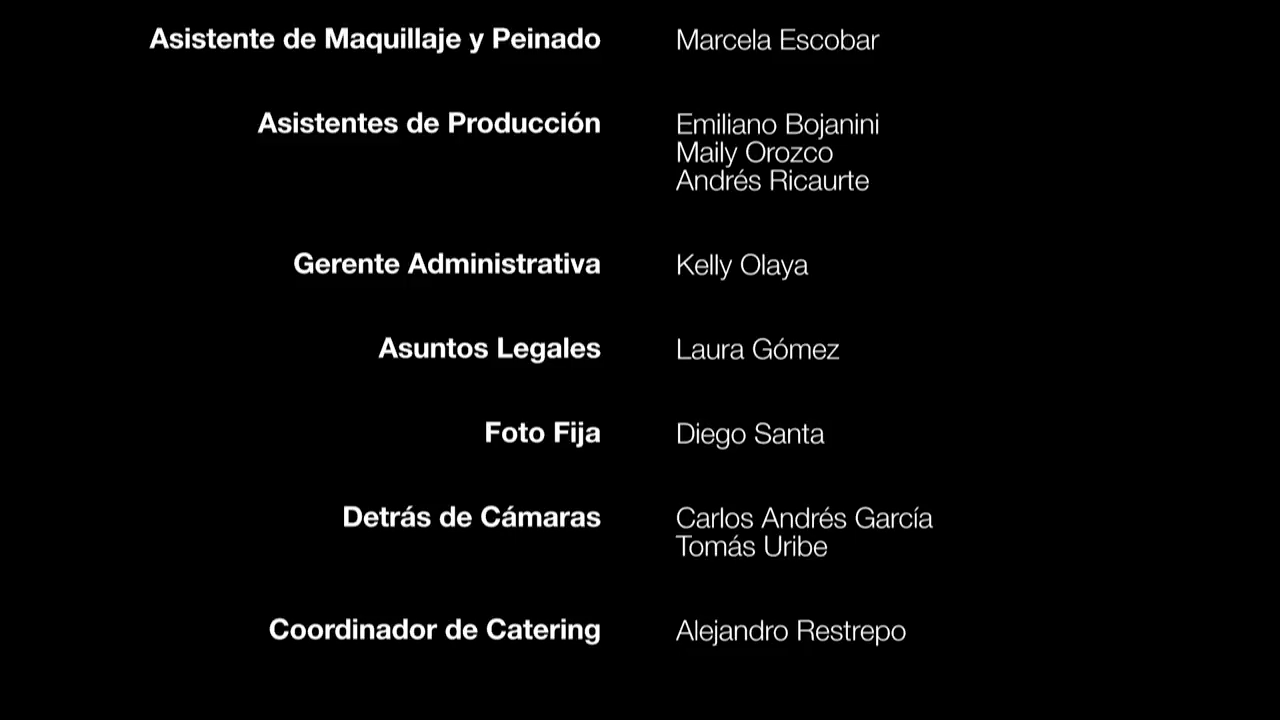 Asistente de Maquillaje y Peinado Marcela Escobar
Asistentes de Producción Emiliano Bojanini
Maily Orozco
Andrés Ricaurte
Gerente Administrativa Kelly Olaya
Asuntos Legales Laura Gómez
Foto Fija Diego Santa
Detrás de Cámaras Carlos Andrés García
Tomás Uribe
Coordinador de Catering Alejandro Restrepo